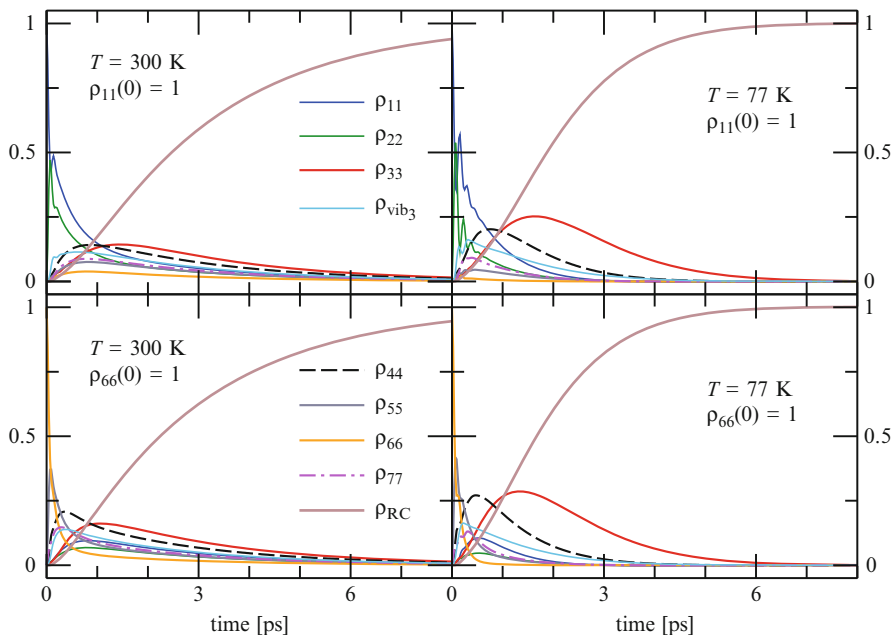 1
T = 300 K
ρ11(0) = 1
ρ11
ρ22
ρ33
ρvib3
0.5
0
T = 77 K
ρ11(0) = 1
1
0.5
0
1
T = 300 K
ρ66(0) = 1
ρ44
ρ55
ρ66
ρ77
ρRC
0.5
0
T = 77 K
ρ66(0) = 1
1
0.5
0
0 3 6
0 3 6
time [ps]
time [ps]